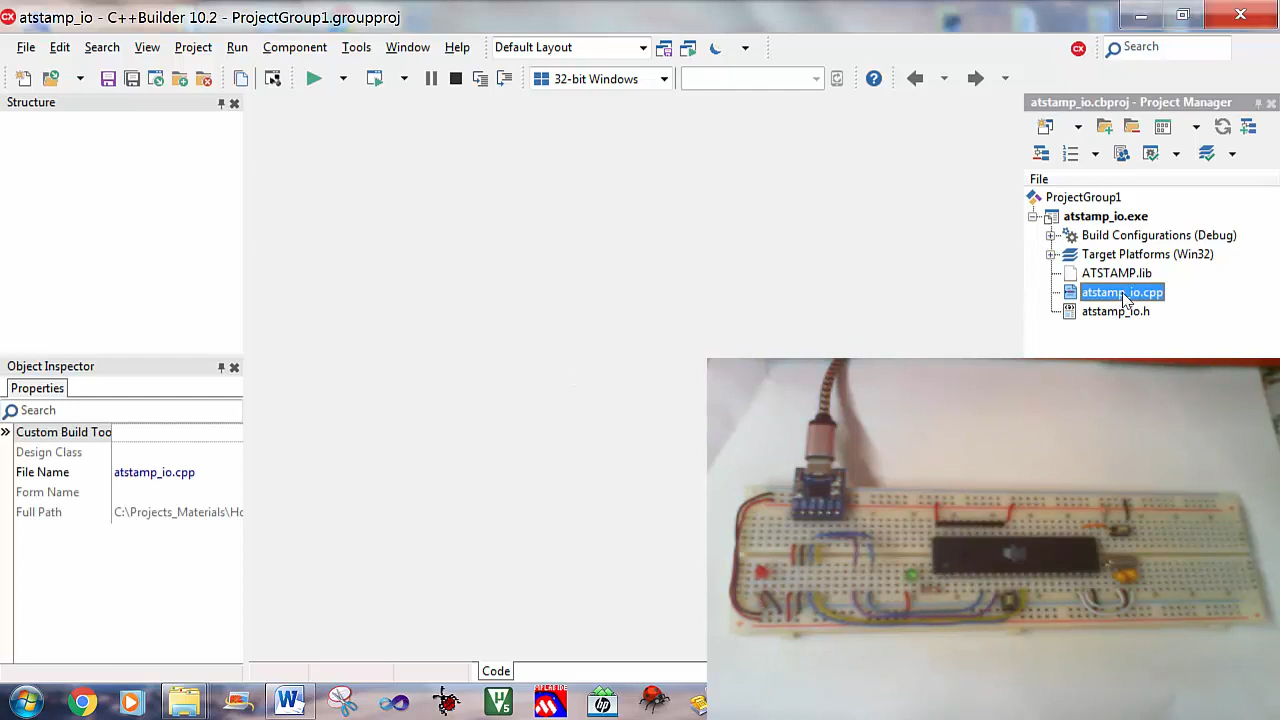 atstamp_io - C++Builder 10.2 - ProjectGroup1.groupproj
File Edit Search View Project Run Component Tools Window Help Default Layout Search
32-bit Windows
Structure
atstamp_io.cbproj - Project Manager
File
ProjectGroup1
atstamp_io.exe
Build Configurations (Debug)
Target Platforms (Win32)
ATSTAMP.lib
atstamp_io.cpp
atstamp_io.h
Object Inspector
Properties
Search
Custom Build Too
Design Class
File Name atstamp_io.cpp
Form Name
Full Path C:\Projects_Materials\Ho
Code